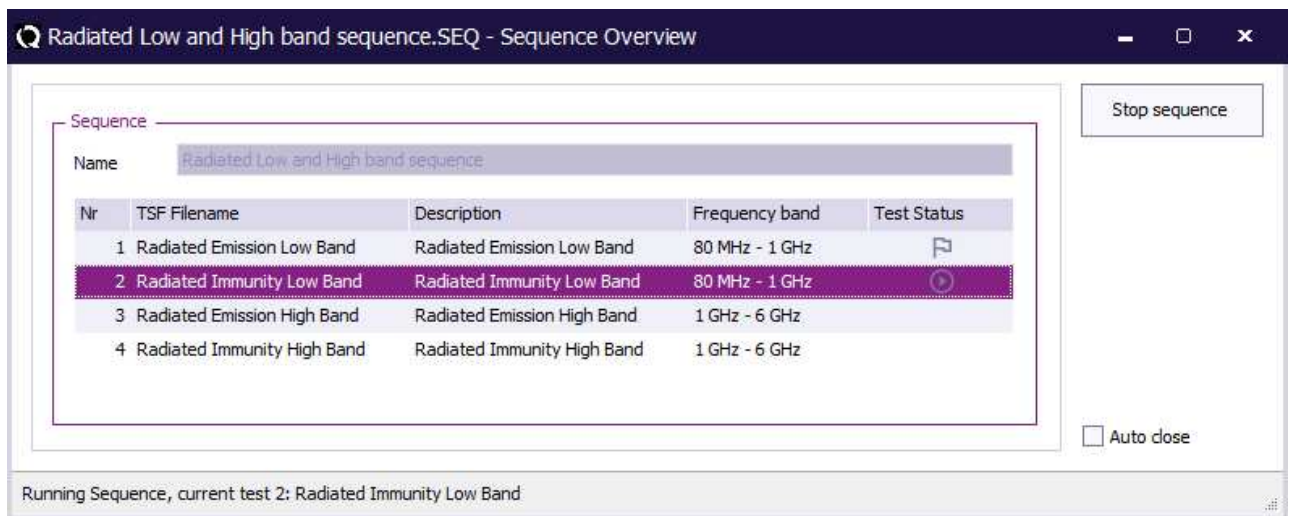 Radiated Low and High band sequence.SEQ - Sequence Overview
Stop sequence
Sequence
Name Radiated Low and High band sequence
Nr TSF Filename Description Frequency band Test Status
1 Radiated Emission Low Band Radiated Emission Low Band 80 MHz - 1 GHz
2 Radiated Immunity Low Band Radiated Immunity Low Band 80 MHz - 1 GHz
3 Radiated Emission High Band Radiated Emission High Band 1 GHz - 6 GHz
4 Radiated Immunity High Band Radiated Immunity High Band 1 GHz - 6 GHz
Auto close
Running Sequence, current test 2: Radiated Immunity Low Band